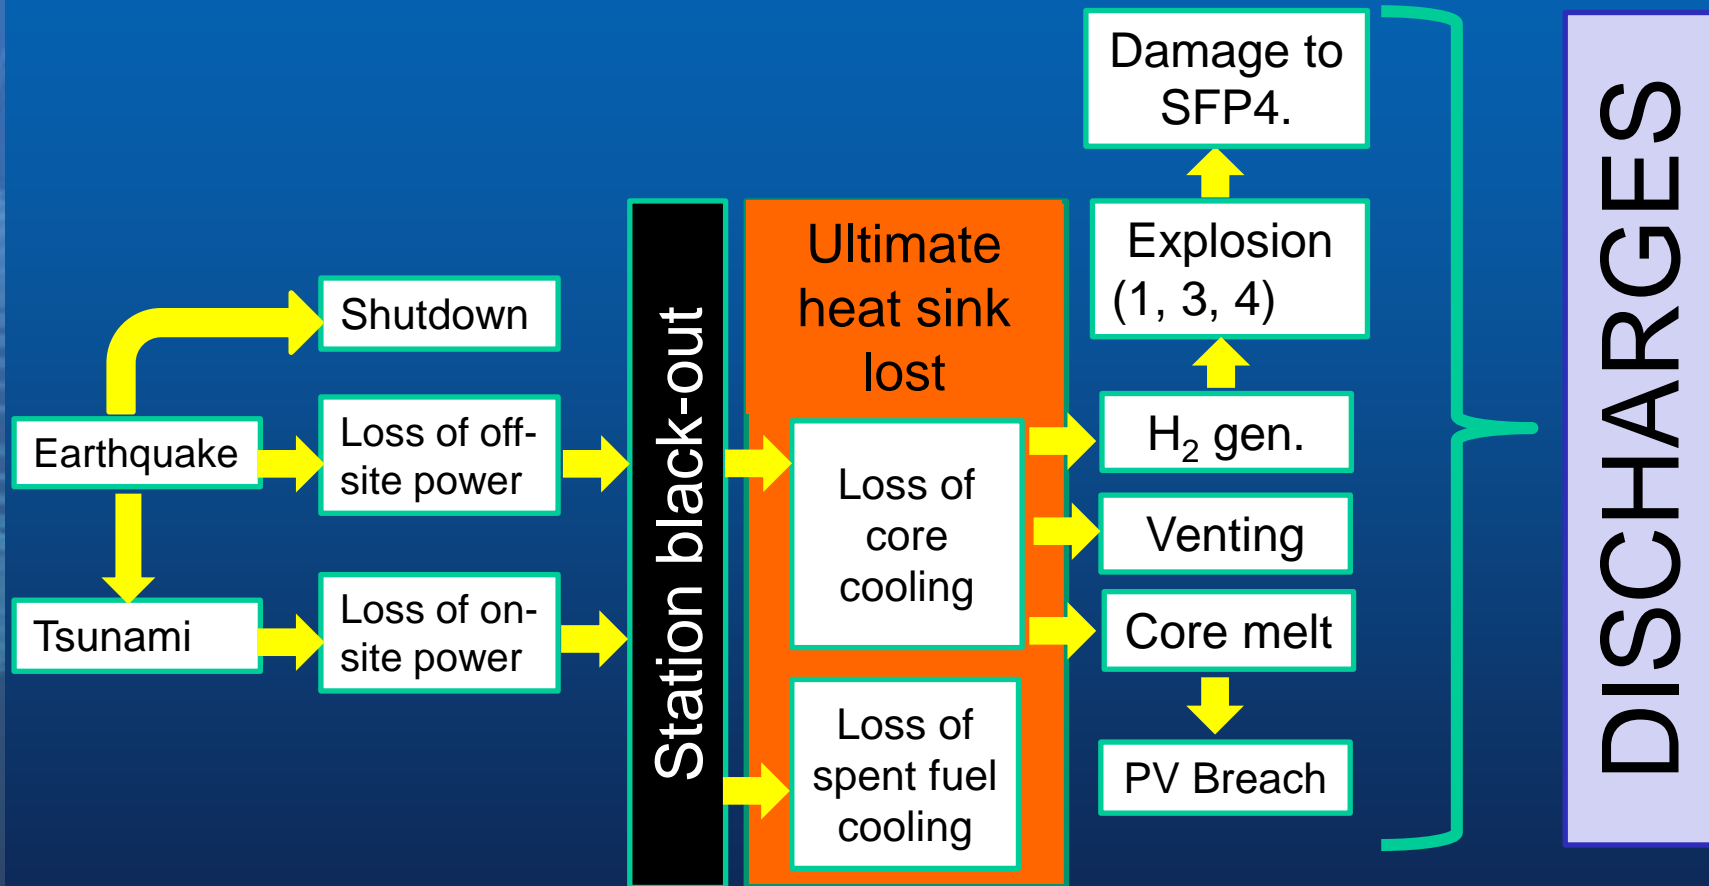 Earthquake
Tsunami
Shutdown
Loss of off-
site power
Loss of on-
site power
Station black-out
Ultimate
heat sink
lost
Loss of
core
cooling
Loss of
spent fuel
cooling
Damage to
SFP4.
Explosion
(1, 3, 4)
H₂ gen.
Venting
Core melt
PV Breach
DISCHARGES